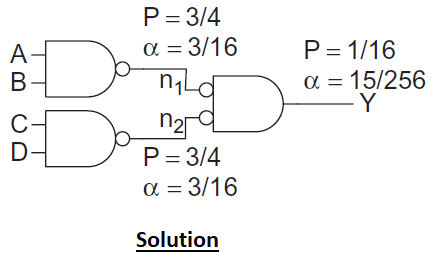 P = 3/4
α = 3/16
A
B
n1
P = 1/16
α = 15/256
Y
C
D
n2
P = 3/4
α = 3/16
Solution